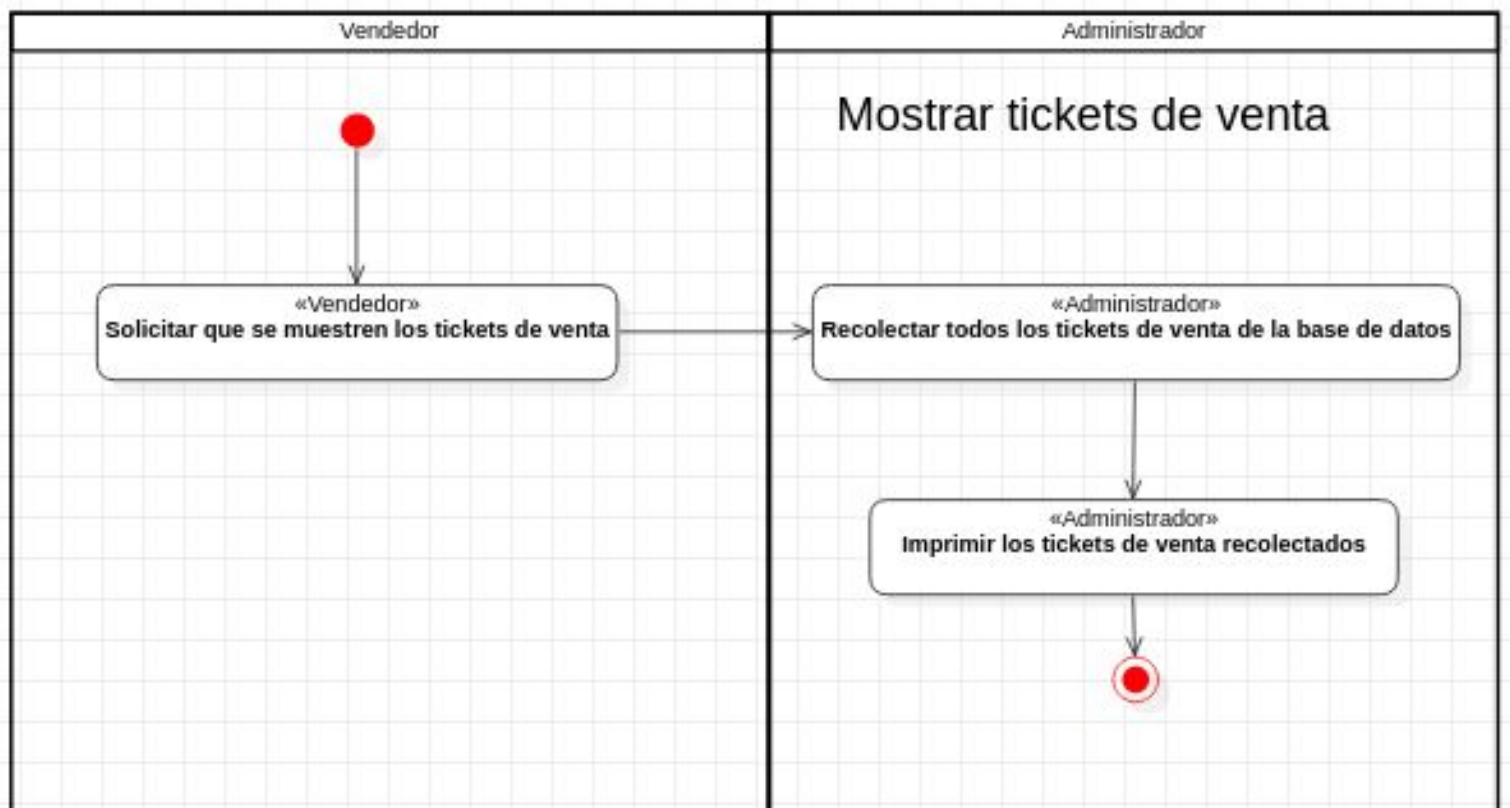 Vendedor
Administrador
Mostrar tickets de venta
«Vendedor»
Solicitar que se muestren los tickets de venta
«Administrador»
Recolectar todos los tickets de venta de la base de datos
«Administrador»
Imprimir los tickets de venta recolectados